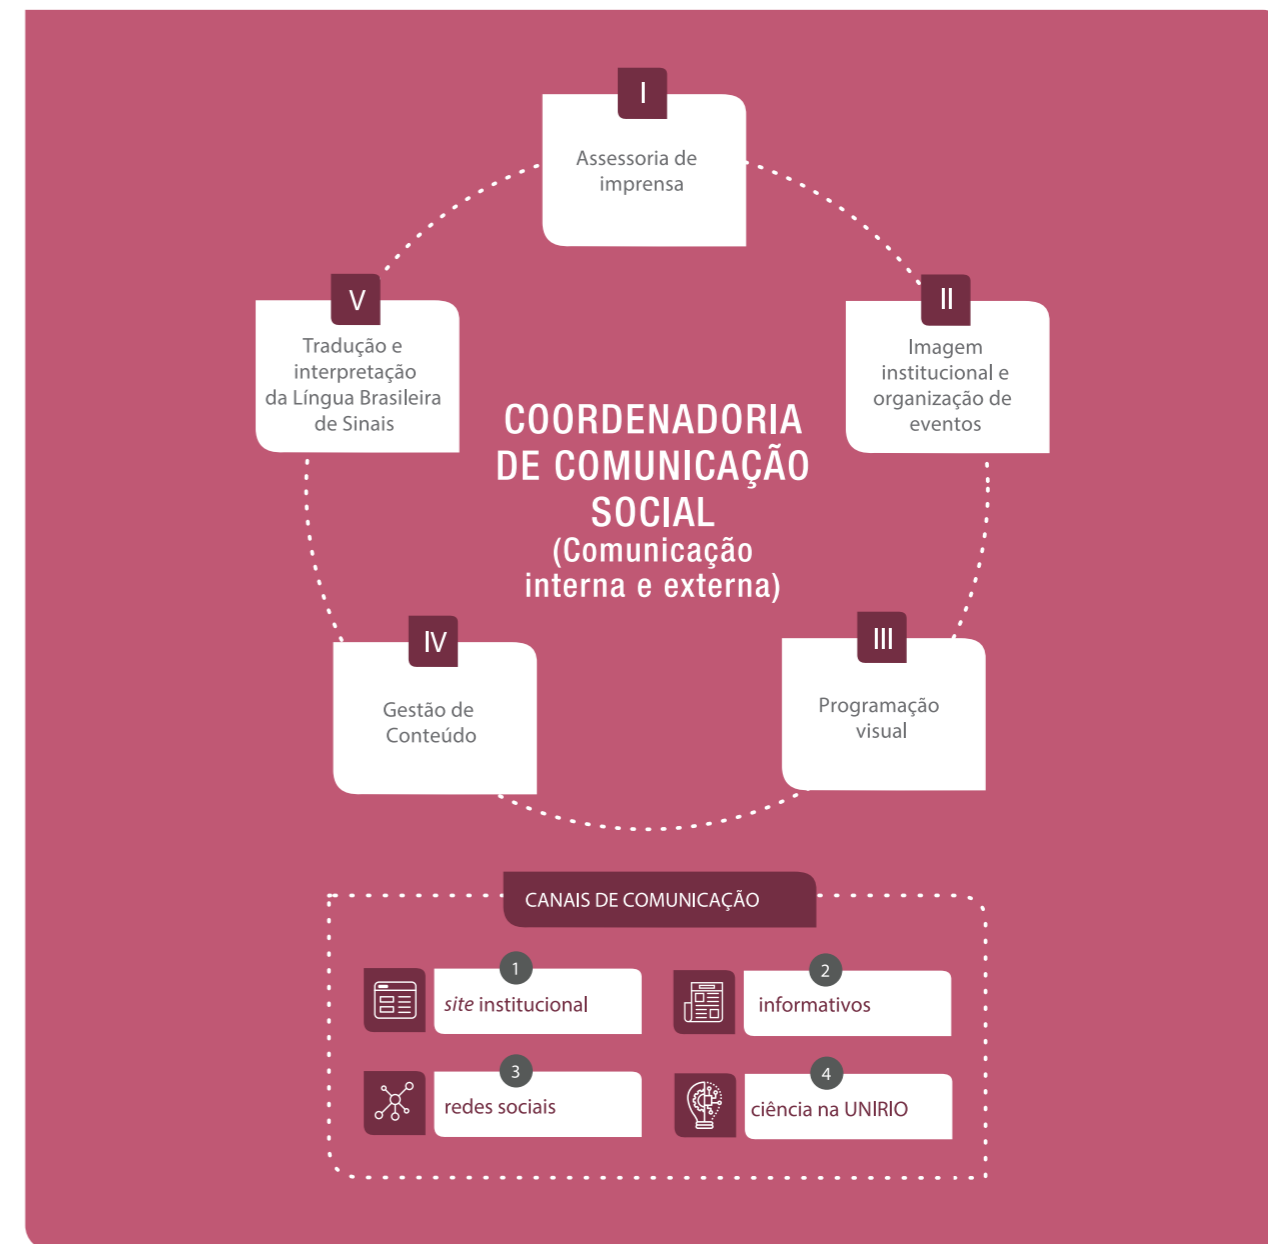 I
Assessoria de
imprensa
II
Imagem
institucional e
organização de
eventos
III
Programação
visual
IV
Gestão de
Conteúdo
V
Tradução e
interpretação
da Língua Brasileira
de Sinais
COORDENADORIA
DE COMUNICAÇÃO
SOCIAL
(Comunicação
interna e externa)
CANAIS DE COMUNICAÇÃO
1
site institucional
2
informativos
3
redes sociais
4
ciência na UNIRIO